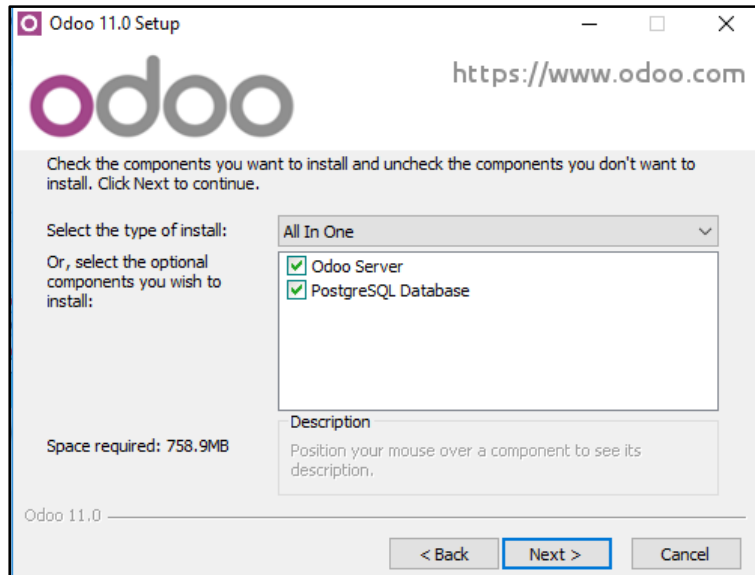 Odoo 11.0 Setup
odoo
https://www.odoo.com
Check the components you want to install and uncheck the components you don't want to
install. Click Next to continue.
Select the type of install:
All In One
Or, select the optional
components you wish to
install:
Odoo Server
PostgreSQL Database
Space required: 758.9MB
Description
Position your mouse over a component to see its
description.
Odoo 11.0
< Back
Next >
Cancel